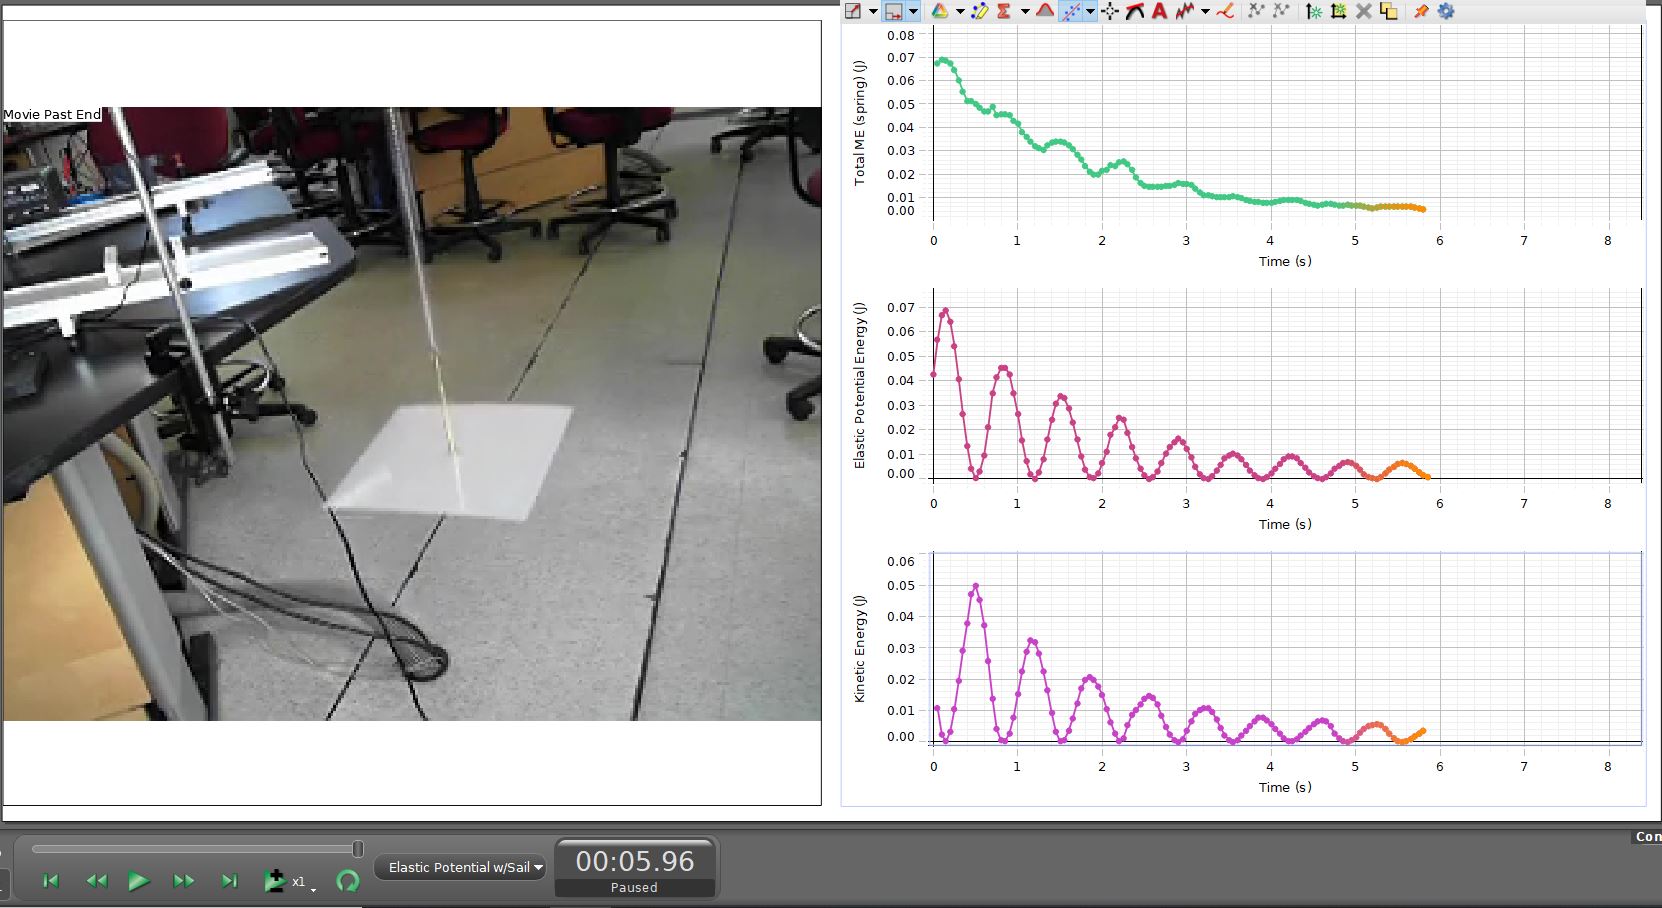 Movie Past End
Total ME (spring) (J)
0.08
0.07
0.06
0.05
0.04
0.03
0.02
0.01
0.00
0 1 2 3 4 5 6 7 8
Time (s)
Elastic Potential Energy (J)
0.07
0.06
0.05
0.04
0.03
0.02
0.01
0.00
0 1 2 3 4 5 6 7 8
Time (s)
Kinetic Energy (J)
0.06
0.05
0.04
0.03
0.02
0.01
0.00
0 1 2 3 4 5 6 7 8
Time (s)
Con
x1
Elastic Potential w/Sail
00:05.96
Paused